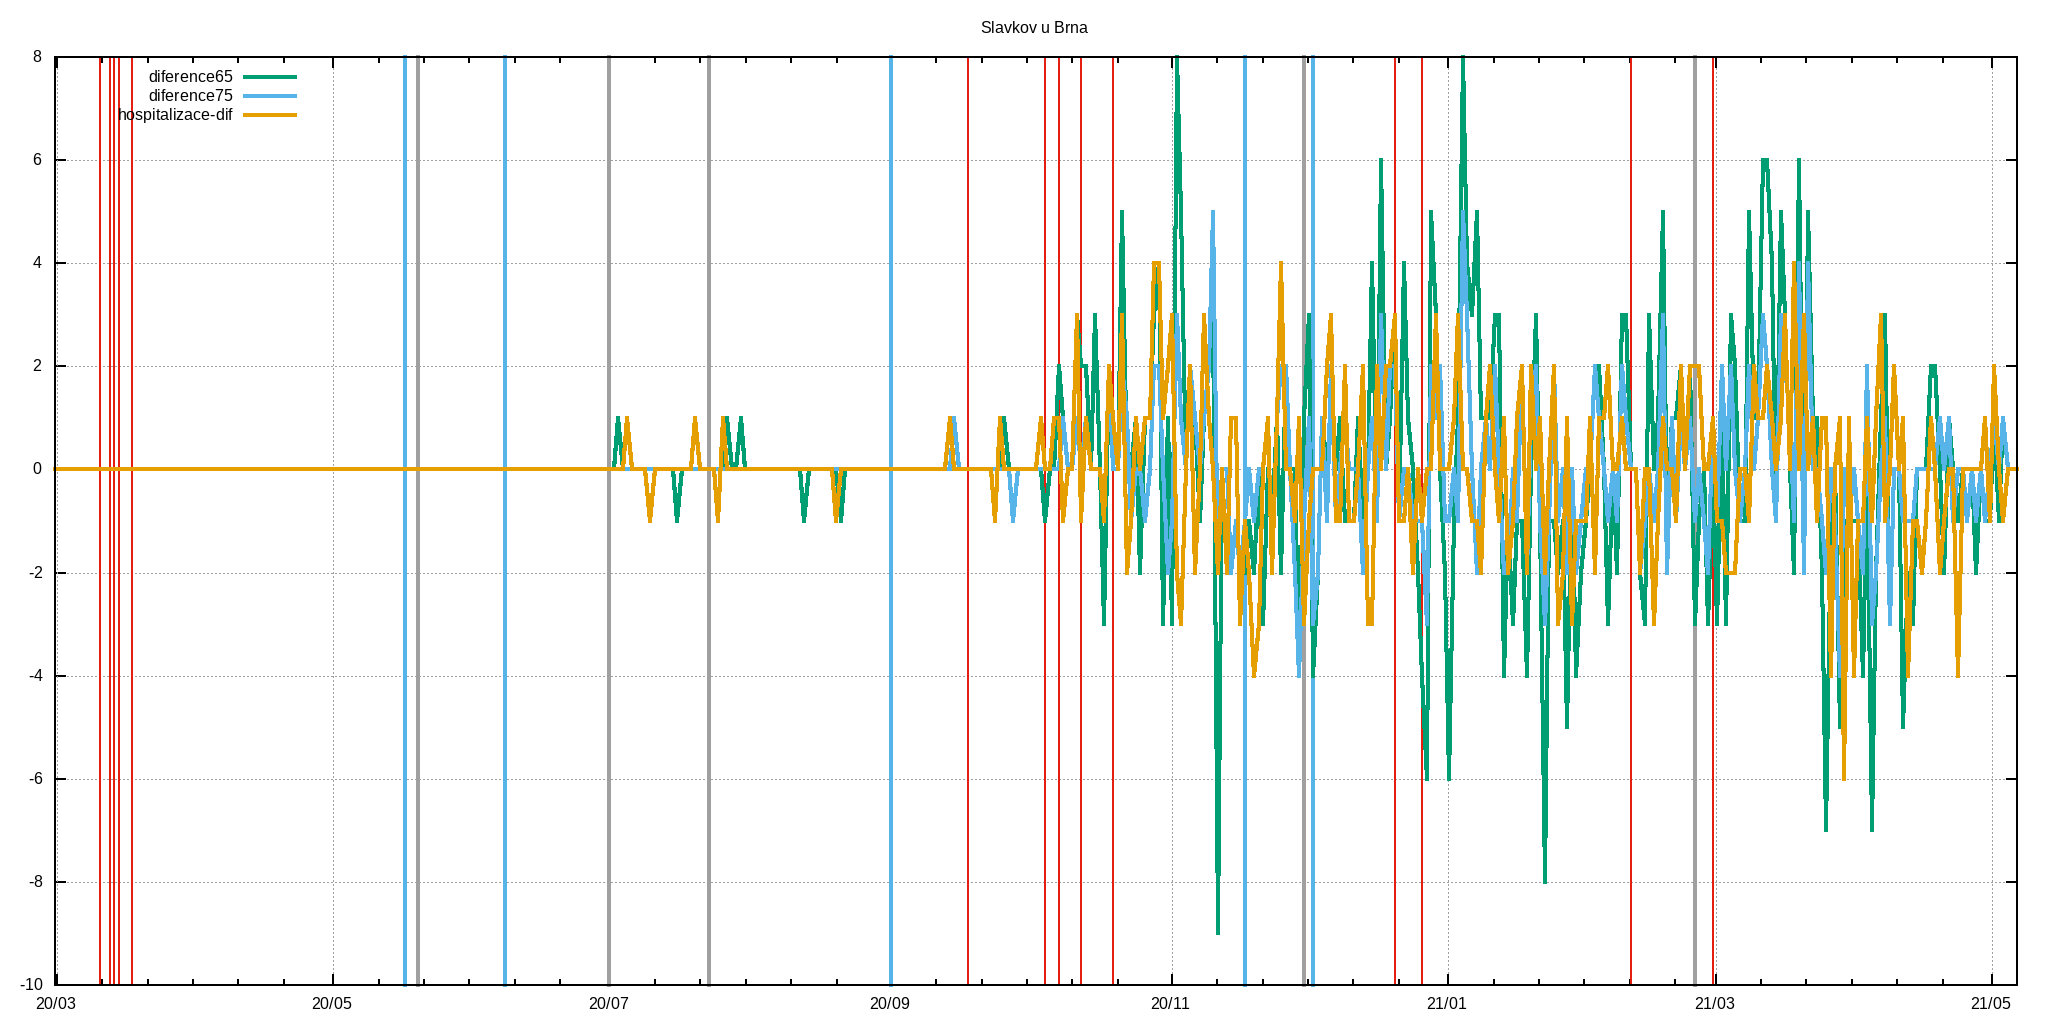 Slavkov u Brna
diference65
diference75
hospitalizace-dif
8
6
4
2
0
-2
-4
-6
-8
-10
20/03 20/05 20/07 20/09 20/11 21/01 21/03 21/05